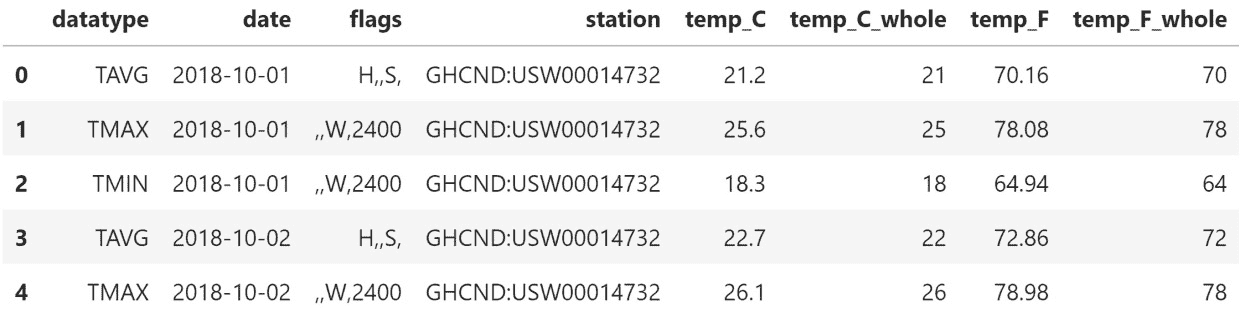 datatype date flags station temp_C temp_C_whole temp_F temp_F_whole
0 TAVG 2018-10-01 H,,S, GHCND:USW00014732 21.2 21 70.16 70
1 TMAX 2018-10-01 ,,W,2400 GHCND:USW00014732 25.6 25 78.08 78
2 TMIN 2018-10-01 ,,W,2400 GHCND:USW00014732 18.3 18 64.94 64
3 TAVG 2018-10-02 H,,S, GHCND:USW00014732 22.7 22 72.86 72
4 TMAX 2018-10-02 ,,W,2400 GHCND:USW00014732 26.1 26 78.98 78